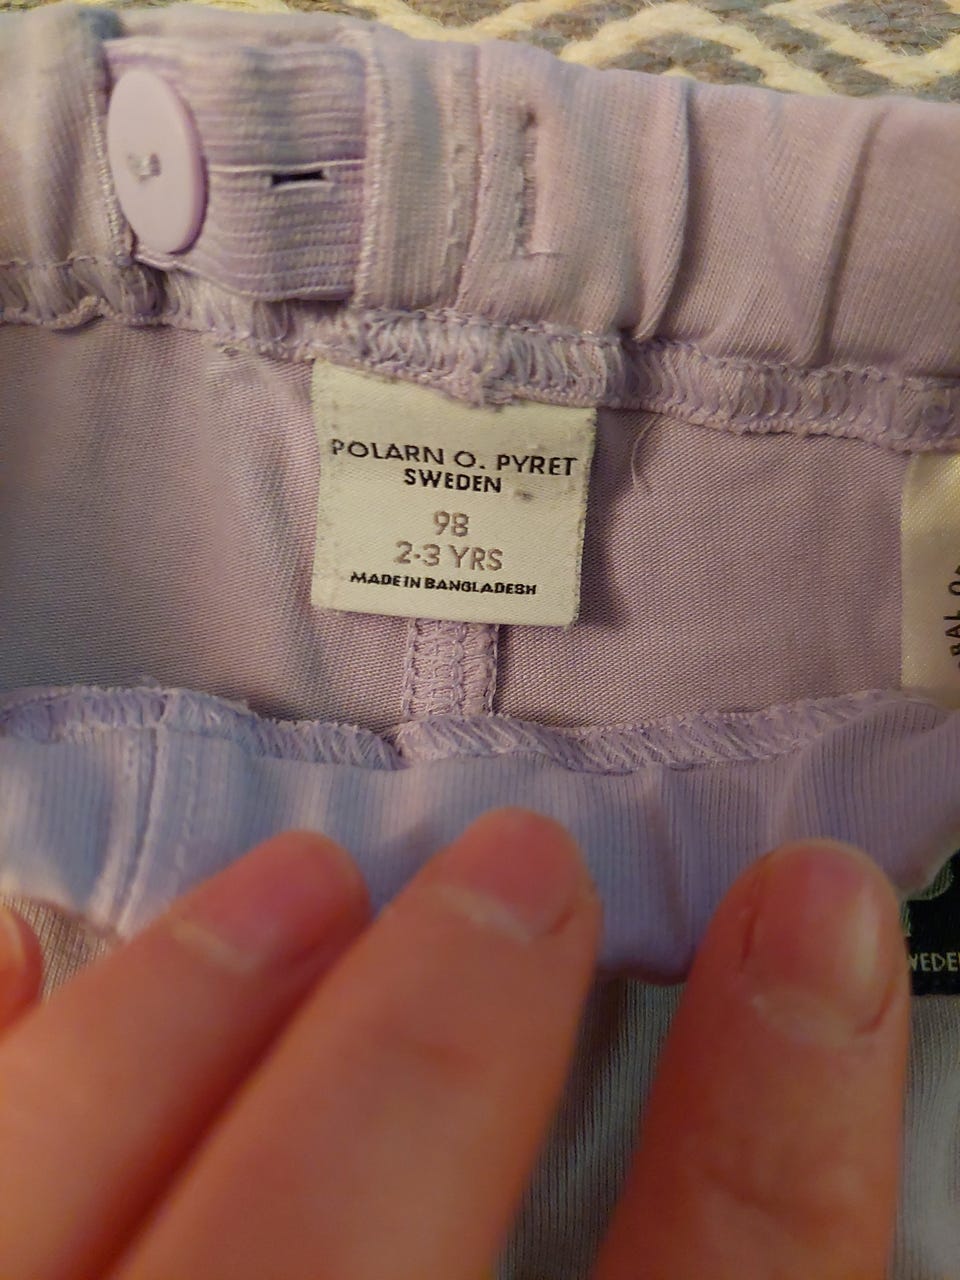 POLARN O. PYRET
SWEDEN
98
2-3 YRS
MADE IN BANGLADESH